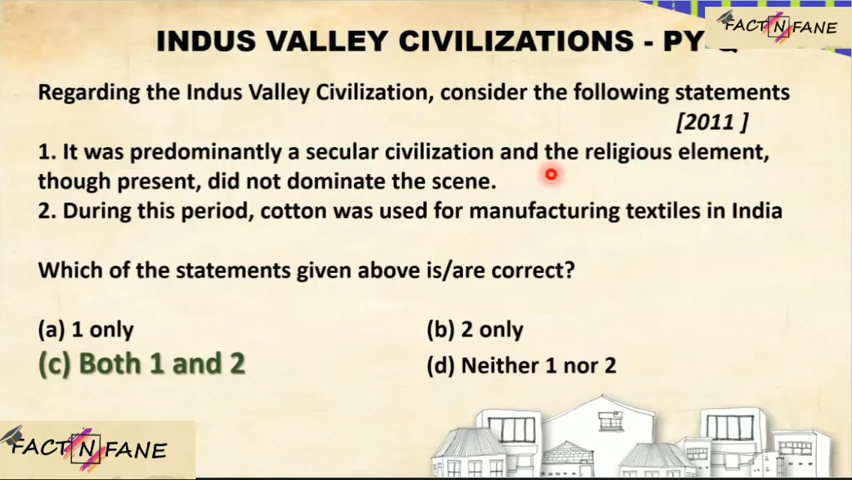 FACT N FANE
INDUS VALLEY CIVILIZATIONS - PY
Regarding the Indus Valley Civilization, consider the following statements
[2011 ]
1. It was predominantly a secular civilization and the religious element,
though present, did not dominate the scene.
2. During this period, cotton was used for manufacturing textiles in India
Which of the statements given above is/are correct?
(a) 1 only
(b) 2 only
(c) Both 1 and 2
(d) Neither 1 nor 2
FACT N FANE